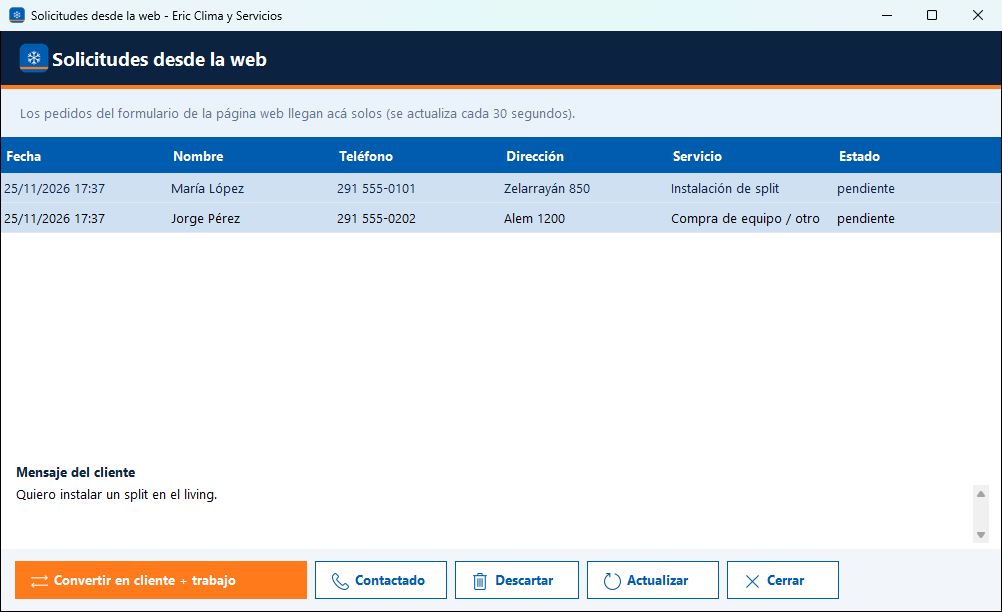 Solicitudes desde la web - Eric Clima y Servicios
Solicitudes desde la web
Los pedidos del formulario de la página web llegan acá solos (se actualiza cada 30 segundos).
Fecha Nombre Teléfono Dirección Servicio Estado
25/11/2026 17:37 María López 291 555-0101 Zelarrayán 850 Instalación de split pendiente
25/11/2026 17:37 Jorge Pérez 291 555-0202 Alem 1200 Compra de equipo / otro pendiente
Mensaje del cliente
Quiero instalar un split en el living.
Convertir en cliente + trabajo Contactado Descartar Actualizar Cerrar